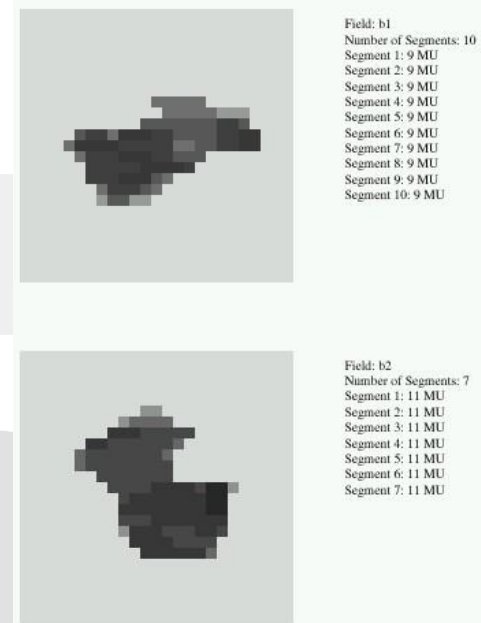 Field: b1
Number of Segments: 10
Segment 1: 9 MU
Segment 2: 9 MU
Segment 3: 9 MU
Segment 4: 9 MU
Segment 5: 9 MU
Segment 6: 9 MU
Segment 7: 9 MU
Segment 8: 9 MU
Segment 9: 9 MU
Segment 10: 9 MU
Field: b2
Number of Segments: 7
Segment 1: 11 MU
Segment 2: 11 MU
Segment 3: 11 MU
Segment 4: 11 MU
Segment 5: 11 MU
Segment 6: 11 MU
Segment 7: 11 MU